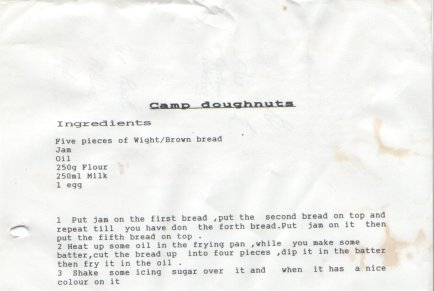 Camp doughnuts
Ingredients
Five pieces of Wight/Brown bread
Jam
Oil
250g Flour
250ml Milk
1 egg
1 Put jam on the first bread ,put the second bread on top and
repeat till you have don the forth bread.Put jam on it then
put the fifth bread on top .
2 Heat up some oil in the frying pan ,while you make some
batter,cut the bread up into four pieces ,dip it in the batter
then fry it in the oil .
3 Shake some icing sugar over it and when it has a nice
colour on it